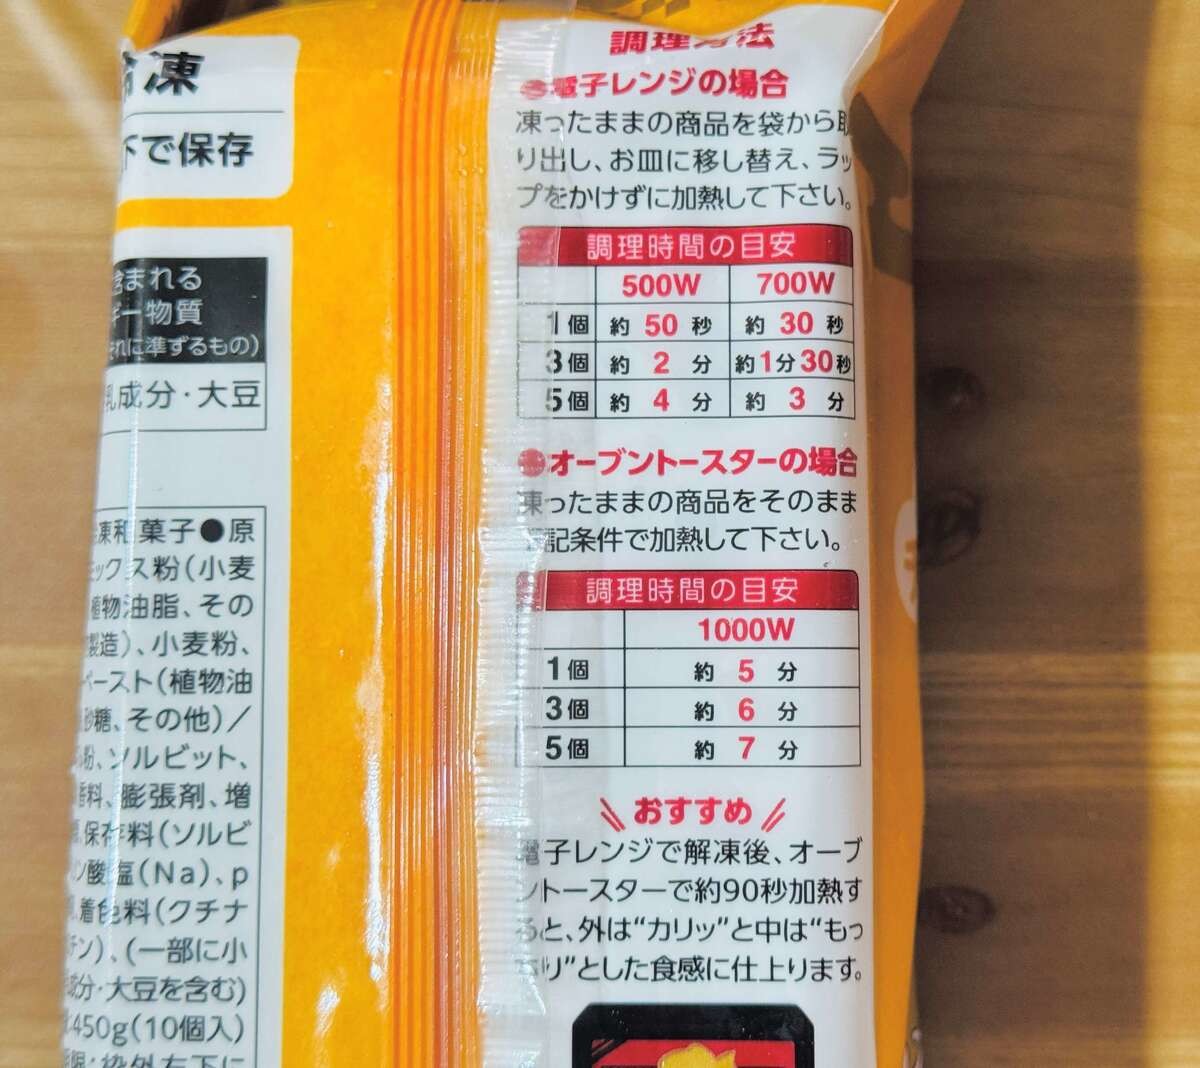 凍
下で保存
含まれる
ギー物質
れに準ずるもの)
乳成分・大豆
凍和菓子●原
ミックス粉(小麦
植物油脂、その
製造)、小麦粉、
ペースト(植物油
砂糖、その他)/
粉、ソルビット、
香料、膨張剤、増
保存料(ソルビ
ン酸塩(Na)、p
着色料(クチナ
チン)、(一部に小
成分・大豆を含む)
450g(10個入)
枠外右下に
調理方法
●電子レンジの場合
凍ったままの商品を袋から取
り出し、お皿に移し替え、ラッ
プをかけずに加熱して下さい。
調理時間の目安
500W 700W
1個 約 50 秒 約 30 秒
3個 約 2 分 約1分30秒
5個 約 4 分 約 3 分
●オーブントースターの場合
凍ったままの商品をそのまま
記条件で加熱して下さい。
調理時間の目安
1000W
1個 約 5 分
3個 約 6 分
5個 約 7 分
おすすめ
電子レンジで解凍後、オーブ
ントースターで約90秒加熱す
ると、外は“カリッ”と中は“もっ
ちり”とした食感に仕上ります。